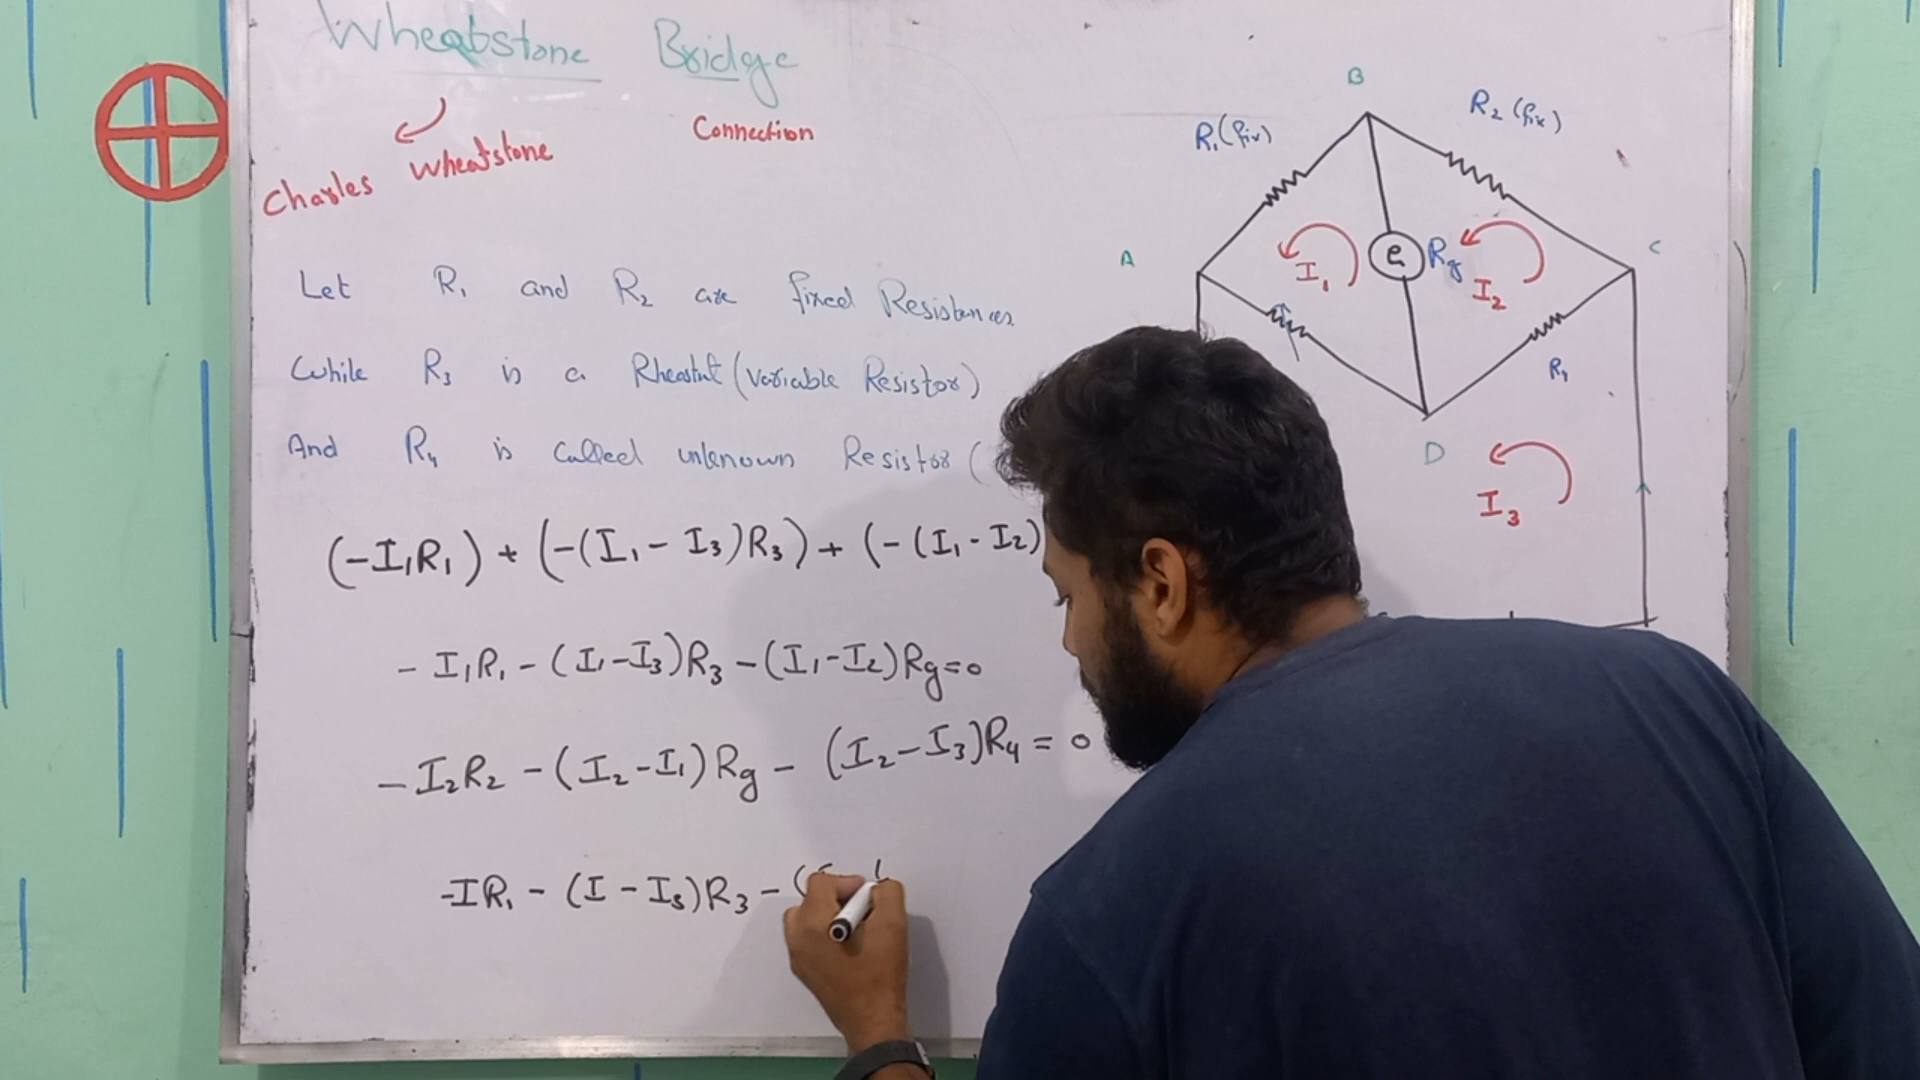 Wheatstone Bridge
Charles Wheatstone
Connection
Let R₁ and R₂ are fixed Resistances
While R₃ is a Rheostat (variable Resistor)
And R₄ is called unknown Resistor (
(-I₁R₁) + (-(I₁ - I₃)R₃) + (-(I₁ - I₂)
- I₁R₁ - (I₁-I₃)R₃ - (I₁-I₂)Rg=0
- I₂R₂ - (I₂-I₁)Rg - (I₂-I₃)R₄ = 0
-IR₁ - (I - I₃)R₃ - (
B
R₁(fix)
R₂ (fix)
A
C
I₁
G
Rg
I₂
R₄
D
I₃